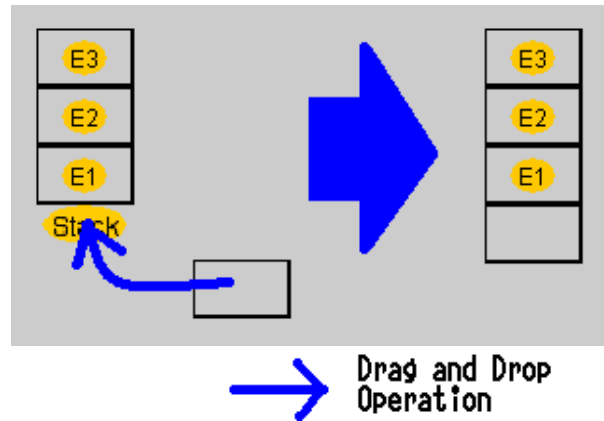 E3
E2
E1
Stack
E3
E2
E1
Drag and Drop
Operation